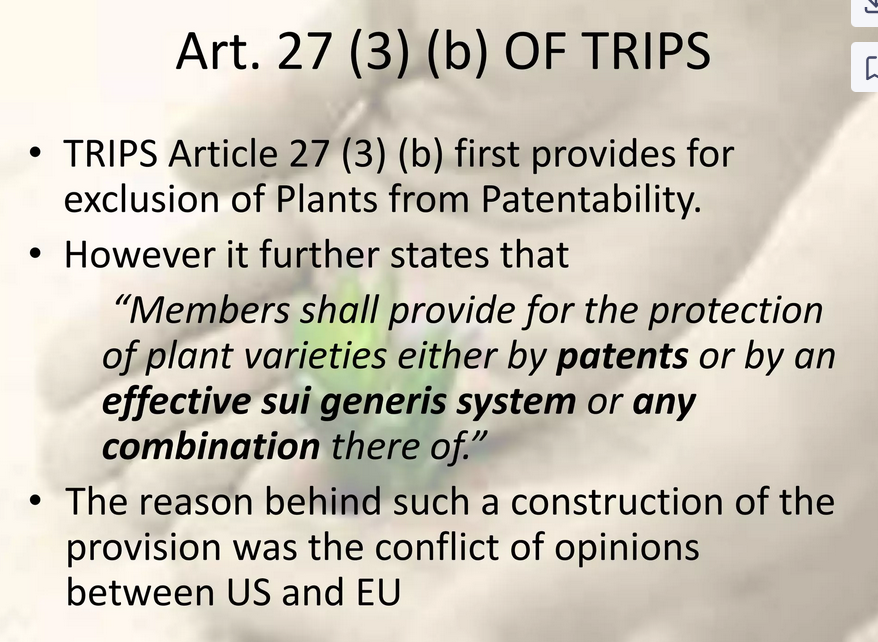 Art. 27 (3) (b) OF TRIPS
• TRIPS Article 27 (3) (b) first provides for
exclusion of Plants from Patentability.
• However it further states that
“Members shall provide for the protection
of plant varieties either by patents or by an
effective sui generis system or any
combination there of.”
• The reason behind such a construction of the
provision was the conflict of opinions
between US and EU